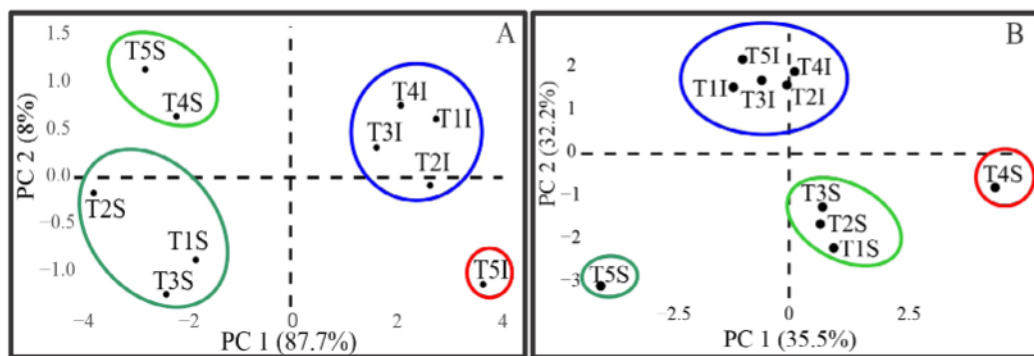 A
1.5
1.0
0.5
0.0
−0.5
−1.0
PC 2 (8%)
T5S
T4S
T4I
T1I
T3I
T2I
T2S
T1S
T3S
T5I
−4
−2
0
2
4
PC 1 (87.7%)
B
2
1
0
−1
−2
−3
PC 2 (32.2%)
T5I
T4I
T1I
T3I
T2I
T4S
T3S
T2S
T1S
T5S
−2.5
0
2.5
PC 1 (35.5%)